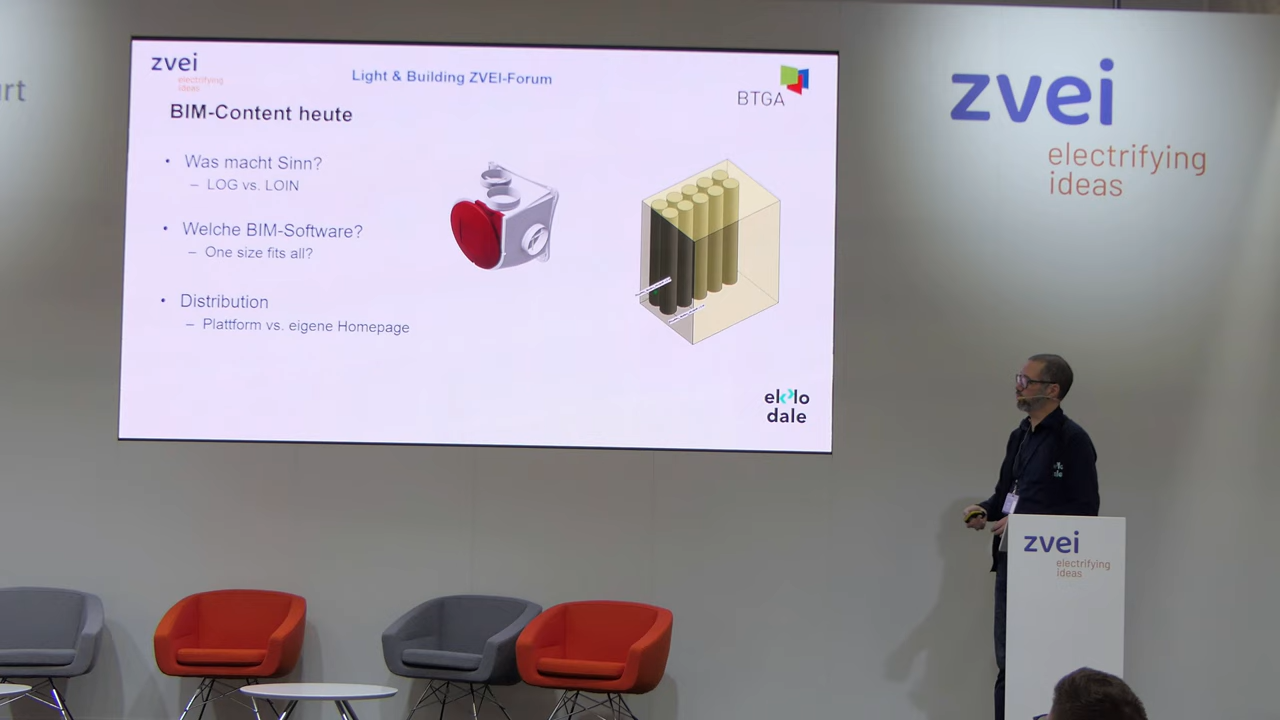 rt
zvei
electrifying
ideas
Light & Building ZVEI-Forum
BTGA
BIM-Content heute
• Was macht Sinn?
– LOG vs. LOIN
• Welche BIM-Software?
– One size fits all?
• Distribution
– Plattform vs. eigene Homepage
eklo
dale
zvei
electrifying
ideas
zvei
electrifying
ideas